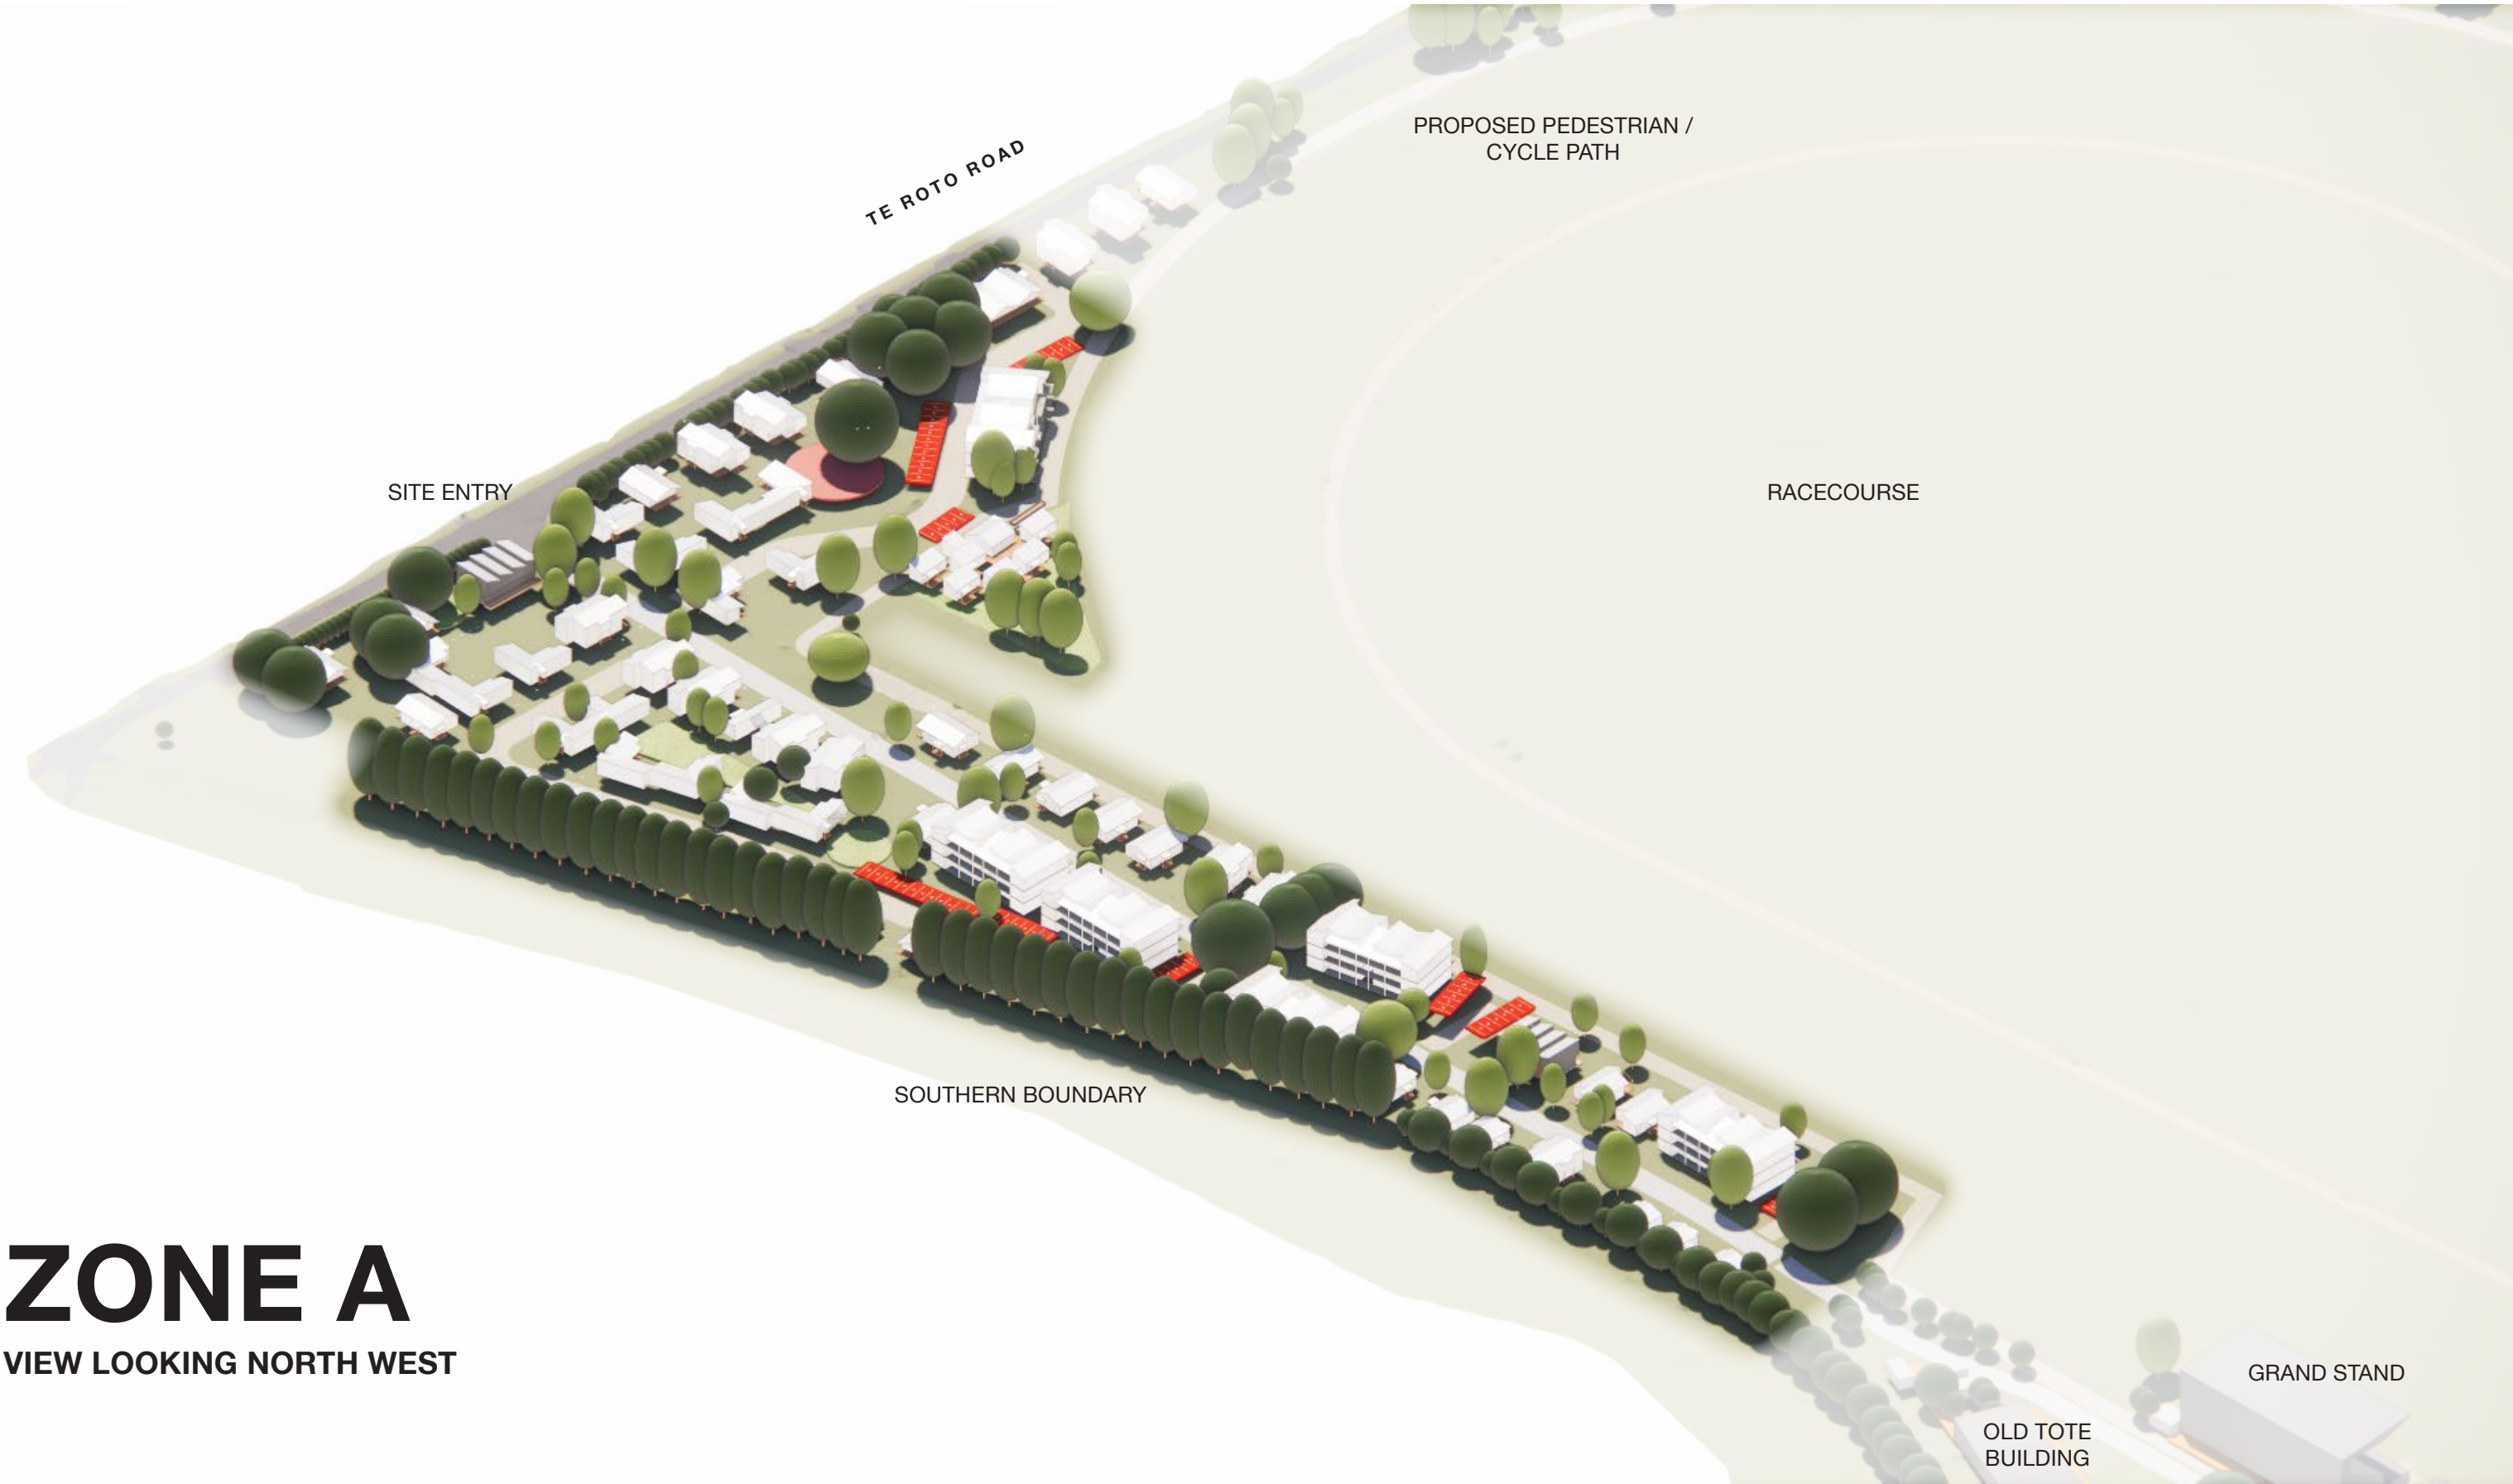 PROPOSED PEDESTRIAN /
CYCLE PATH
TE ROTO ROAD
SITE ENTRY
RACECOURSE
SOUTHERN BOUNDARY
ZONE A
VIEW LOOKING NORTH WEST
GRAND STAND
OLD TOTE
BUILDING